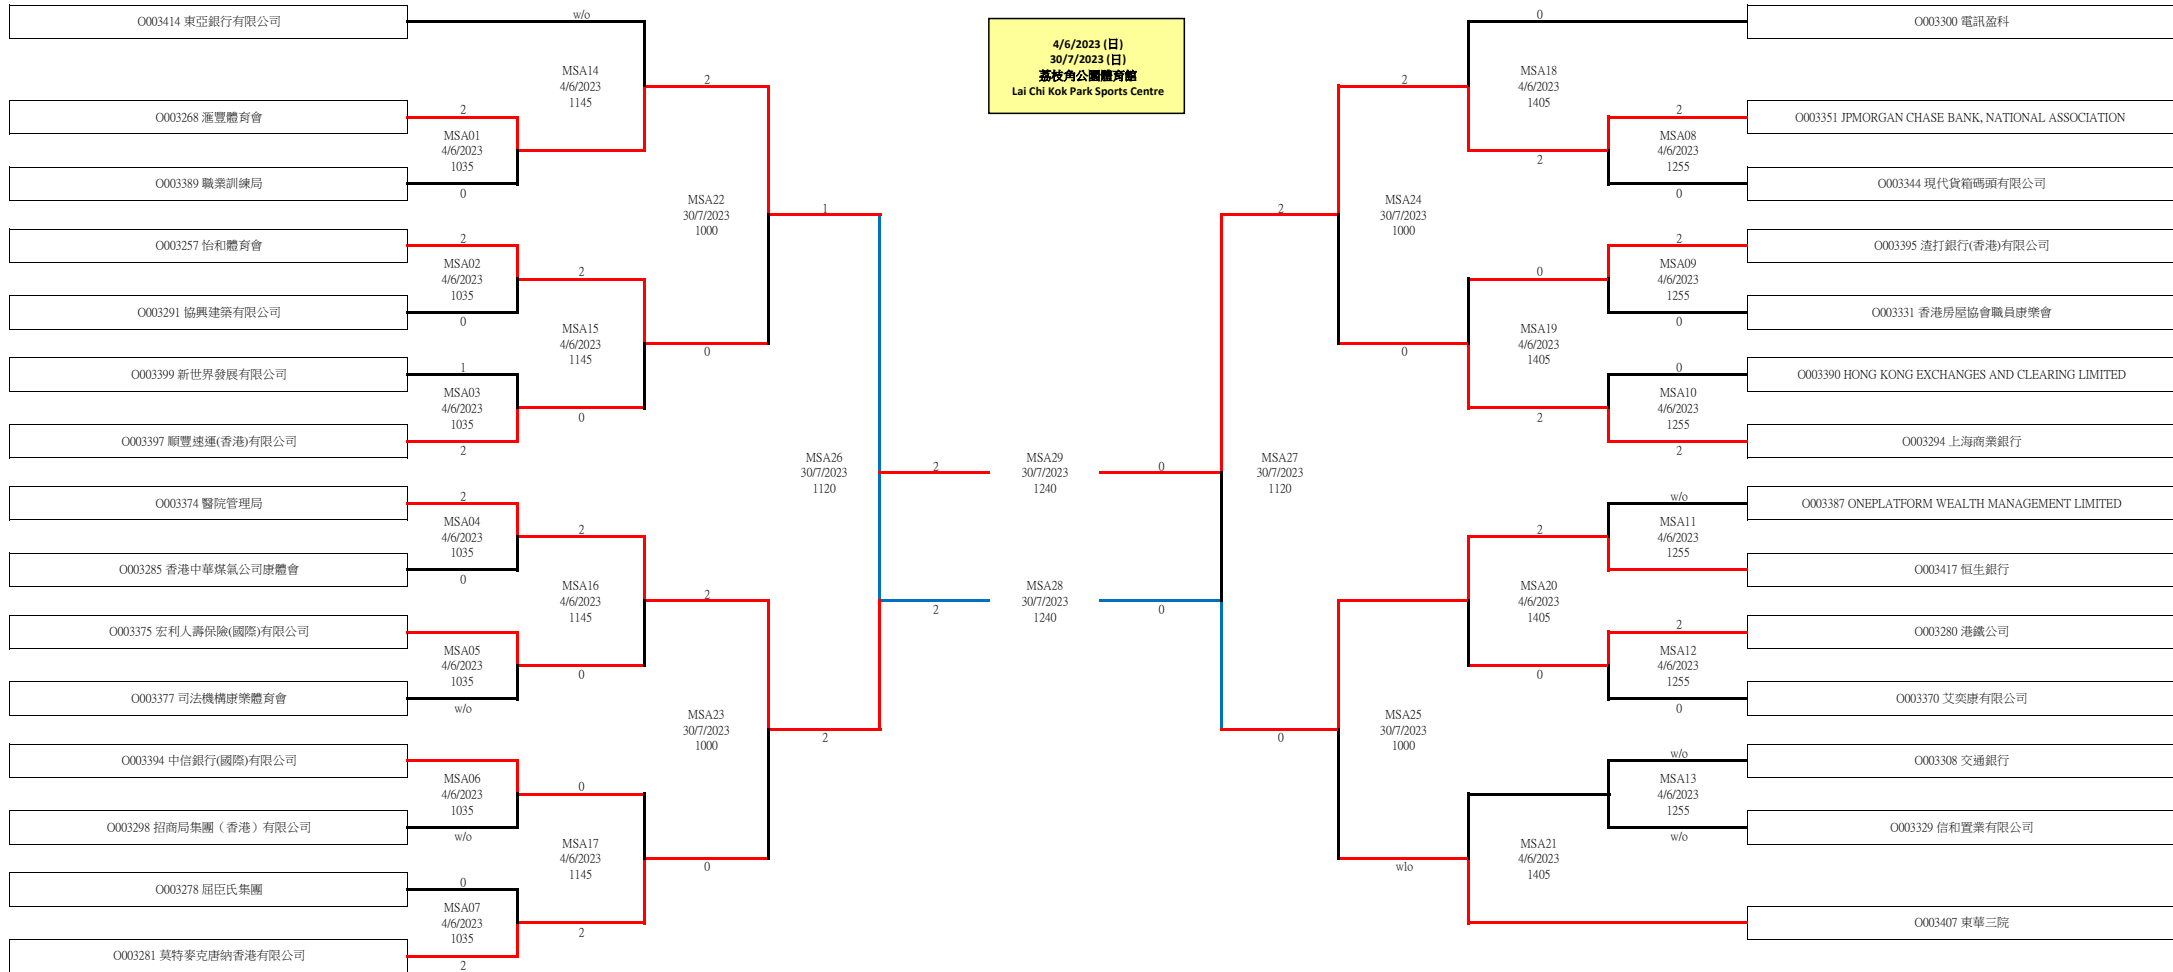 O003414 東亞銀行有限公司
w/o
MSA14
4/6/2023
1145
2
O003268 滙豐體育會
2
MSA01
4/6/2023
1035
O003389 職業訓練局
0
MSA22
30/7/2023
1000
1
O003257 怡和體育會
2
MSA02
4/6/2023
1035
2
O003291 協興建築有限公司
0
MSA15
4/6/2023
1145
0
O003399 新世界發展有限公司
1
MSA03
4/6/2023
1035
0
O003397 順豐速運(香港)有限公司
2
MSA26
30/7/2023
1120
2
O003374 醫院管理局
2
MSA04
4/6/2023
1035
2
O003285 香港中華煤氣公司康體會
0
MSA16
4/6/2023
1145
2
2
O003375 宏利人壽保險(國際)有限公司
MSA05
4/6/2023
1035
0
O003377 司法機構康樂體育會
w/o
MSA23
30/7/2023
1000
2
O003394 中信銀行(國際)有限公司
MSA06
4/6/2023
1035
0
O003298 招商局集團（香港）有限公司
w/o
MSA17
4/6/2023
1145
0
O003278 屈臣氏集團
0
MSA07
4/6/2023
1035
2
O003281 莫特麥克唐納香港有限公司
2
4/6/2023 (日)
30/7/2023 (日)
荔枝角公園體育館
Lai Chi Kok Park Sports Centre
MSA29
30/7/2023
1240
MSA28
30/7/2023
1240
0
O003300 電訊盈科
2
MSA18
4/6/2023
1405
2
2
O003351 JPMORGAN CHASE BANK, NATIONAL ASSOCIATION
MSA08
4/6/2023
1255
0
O003344 現代貨箱碼頭有限公司
2
MSA24
30/7/2023
1000
2
O003395 渣打銀行(香港)有限公司
0
MSA09
4/6/2023
1255
0
O003331 香港房屋協會職員康樂會
0
MSA19
4/6/2023
1405
0
O003390 HONG KONG EXCHANGES AND CLEARING LIMITED
2
MSA10
4/6/2023
1255
2
O003294 上海商業銀行
0
MSA27
30/7/2023
1120
w/o
O003387 ONEPLATFORM WEALTH MANAGEMENT LIMITED
2
MSA11
4/6/2023
1255
O003417 恒生銀行
0
MSA20
4/6/2023
1405
2
O003280 港鐵公司
0
MSA12
4/6/2023
1255
0
O003370 艾奕康有限公司
0
MSA25
30/7/2023
1000
w/o
O003308 交通銀行
MSA13
4/6/2023
1255
w/o
O003329 信和置業有限公司
wlo
MSA21
4/6/2023
1405
O003407 東華三院